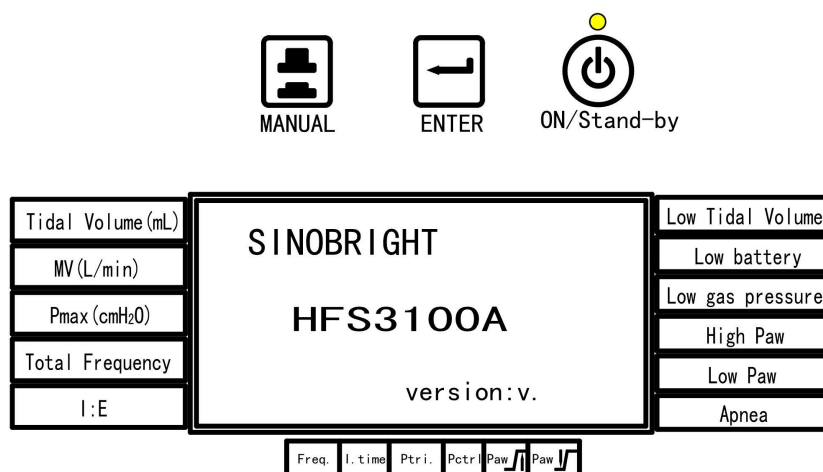 MANUAL ENTER ON/Stand-by
Tidal Volume(mL)
MV(L/min)
Pmax(cmH₂O)
Total Frequency
I:E
SINOBRIGHT
HFS3100A
version:v.
Low Tidal Volume
Low battery
Low gas pressure
High Paw
Low Paw
Apnea
Freq. I.time Ptri. Pctrl Paw Paw